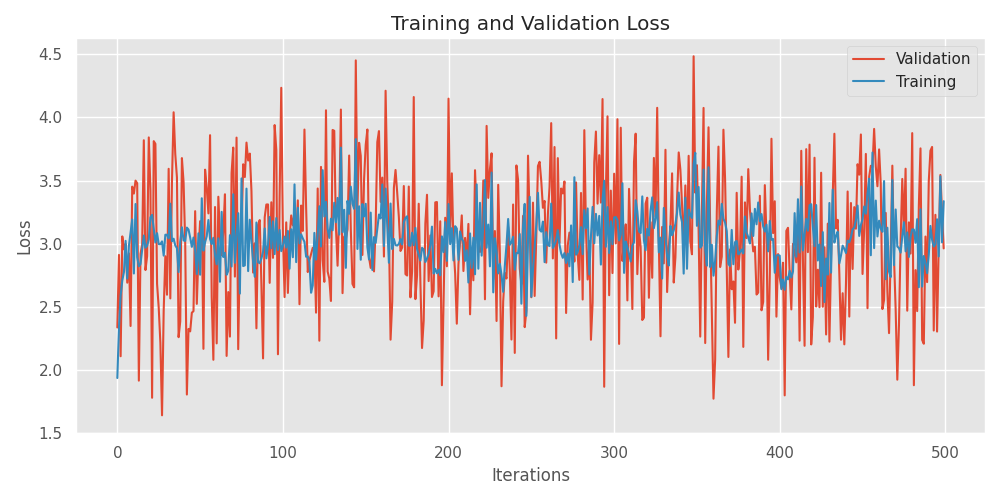 Training and Validation Loss
Validation
Training
4.5
4.0
3.5
3.0
2.5
2.0
1.5
Loss
0 100 200 300 400 500
Iterations